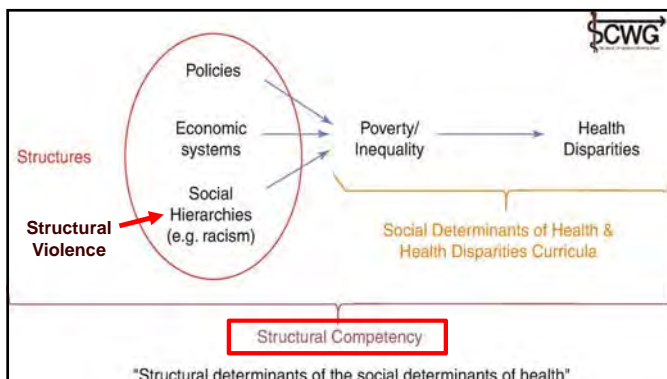 SCWG
Policies
Economic
systems
Poverty/
Inequality
Health
Disparities
Structures
Social
Hierarchies
(e.g. racism)
Structural
Violence
Social Determinants of Health &
Health Disparities Curricula
Structural Competency
"Structural determinants of the social determinants of health"